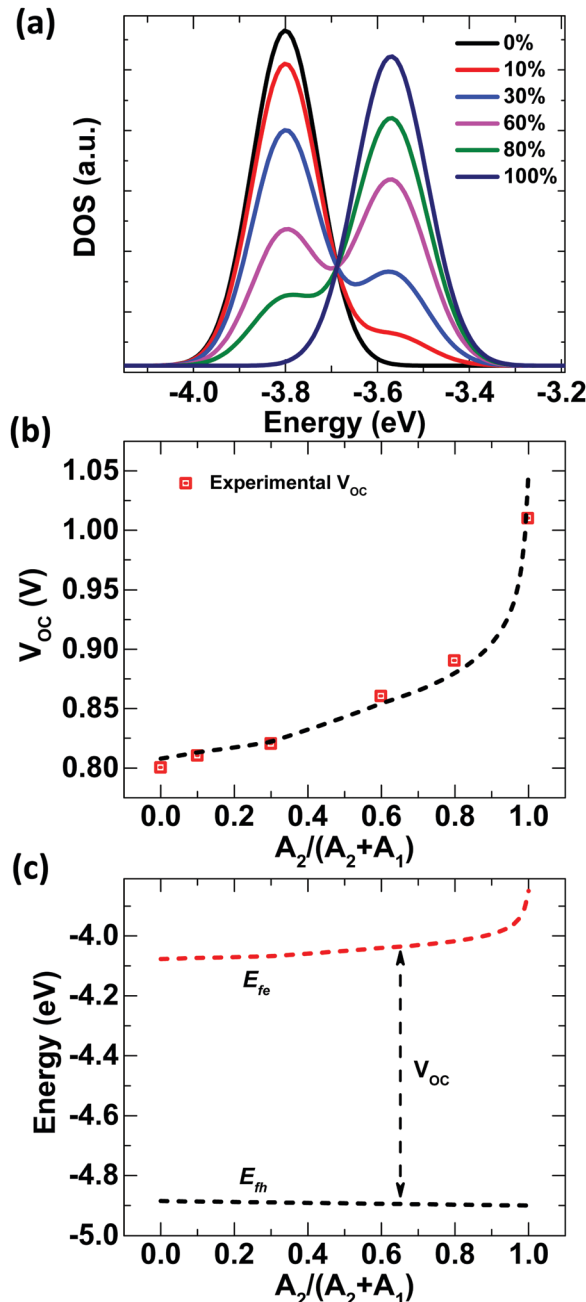 (a)
DOS (a.u.)
0%
10%
30%
60%
80%
100%
-4.0 -3.8 -3.6 -3.4 -3.2
Energy (eV)
(b)
Experimental V_OC
V_OC (V)
1.05
1.00
0.95
0.90
0.85
0.80
0.0 0.2 0.4 0.6 0.8 1.0
A_2/(A_2+A_1)
(c)
Energy (eV)
-4.0
-4.2
-4.4
-4.6
-4.8
-5.0
E_fe
V_OC
E_fh
0.0 0.2 0.4 0.6 0.8 1.0
A_2/(A_2+A_1)